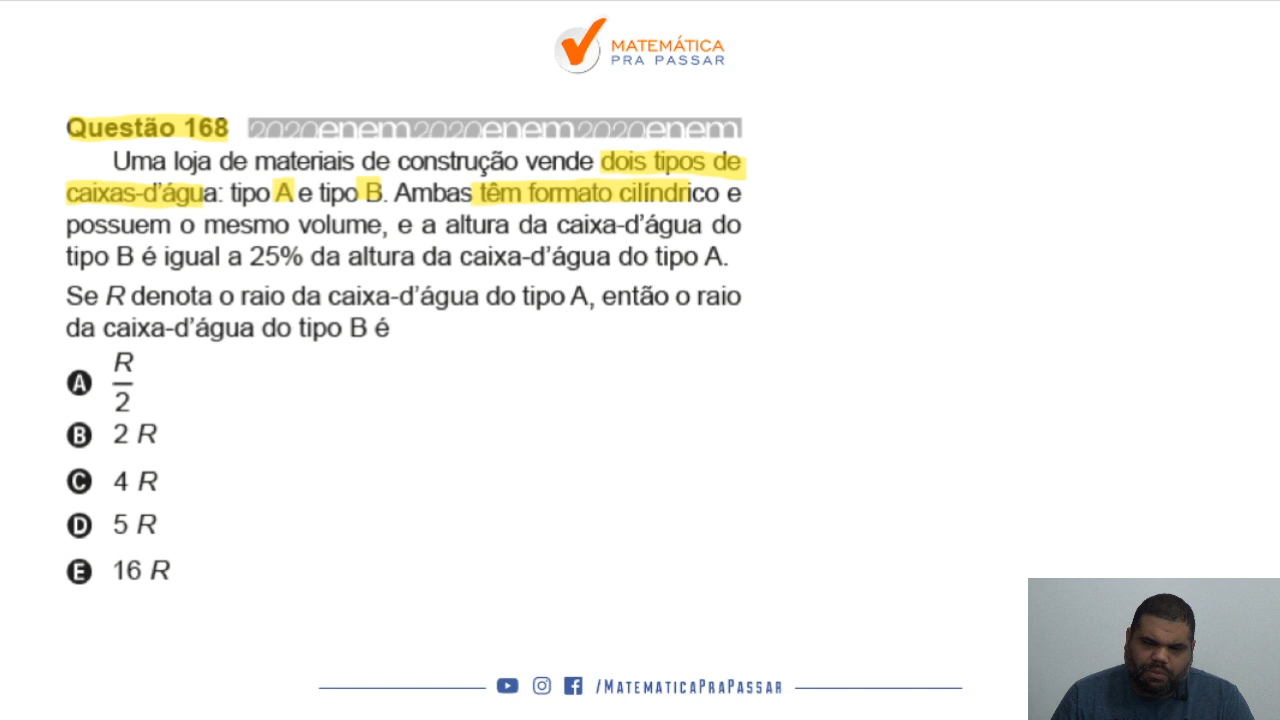 MATEMÁTICA
PRA PASSAR
Questão 168 2020enem2020enem2020enem
Uma loja de materiais de construção vende dois tipos de
caixas-d’água: tipo A e tipo B. Ambas têm formato cilíndrico e
possuem o mesmo volume, e a altura da caixa-d’água do
tipo B é igual a 25% da altura da caixa-d’água do tipo A.
Se R denota o raio da caixa-d’água do tipo A, então o raio
da caixa-d’água do tipo B é
A R
2
B 2 R
C 4 R
D 5 R
E 16 R
/MATEMATICAPRAPASSAR